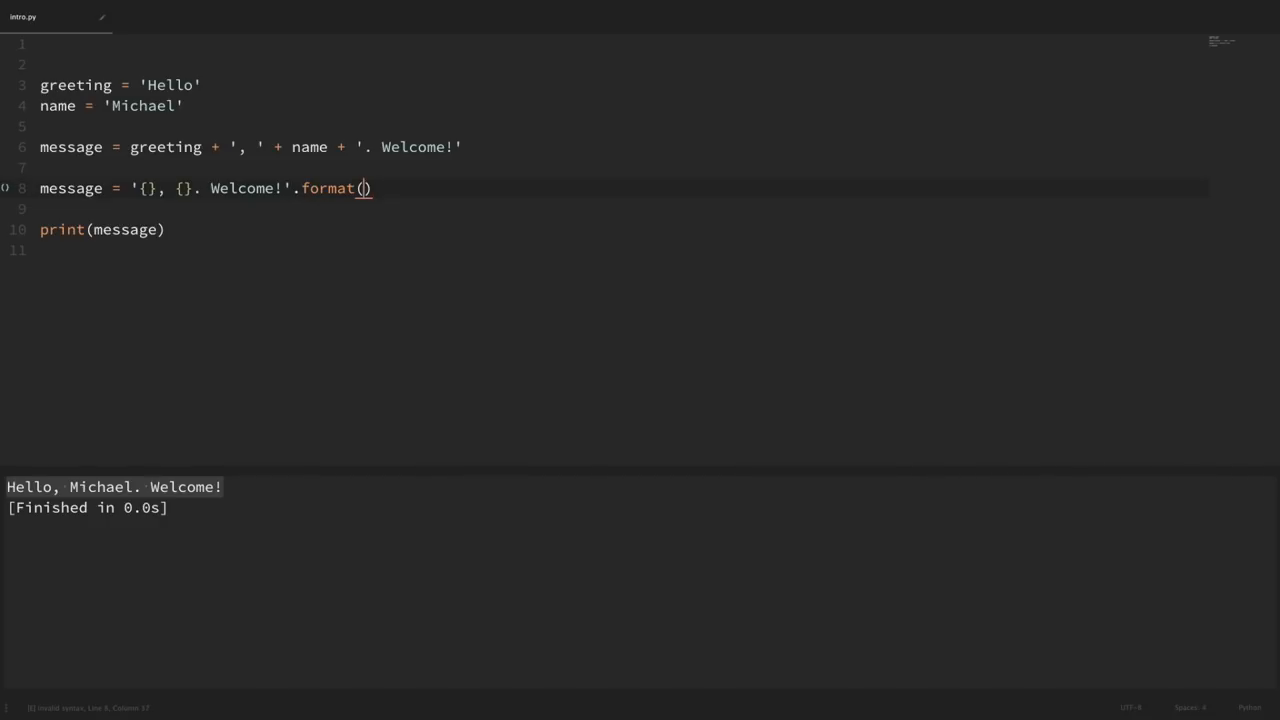 intro.py
1
2
3 greeting = 'Hello'
4 name = 'Michael'
5
6 message = greeting + ', ' + name + '. Welcome!'
7
8 message = '{}, {}. Welcome!'.format()
9
10 print(message)
11
Hello, Michael. Welcome!
[Finished in 0.0s]
[E] invalid syntax, Line 8, Column 37 UTF-8 Spaces: 4 Python